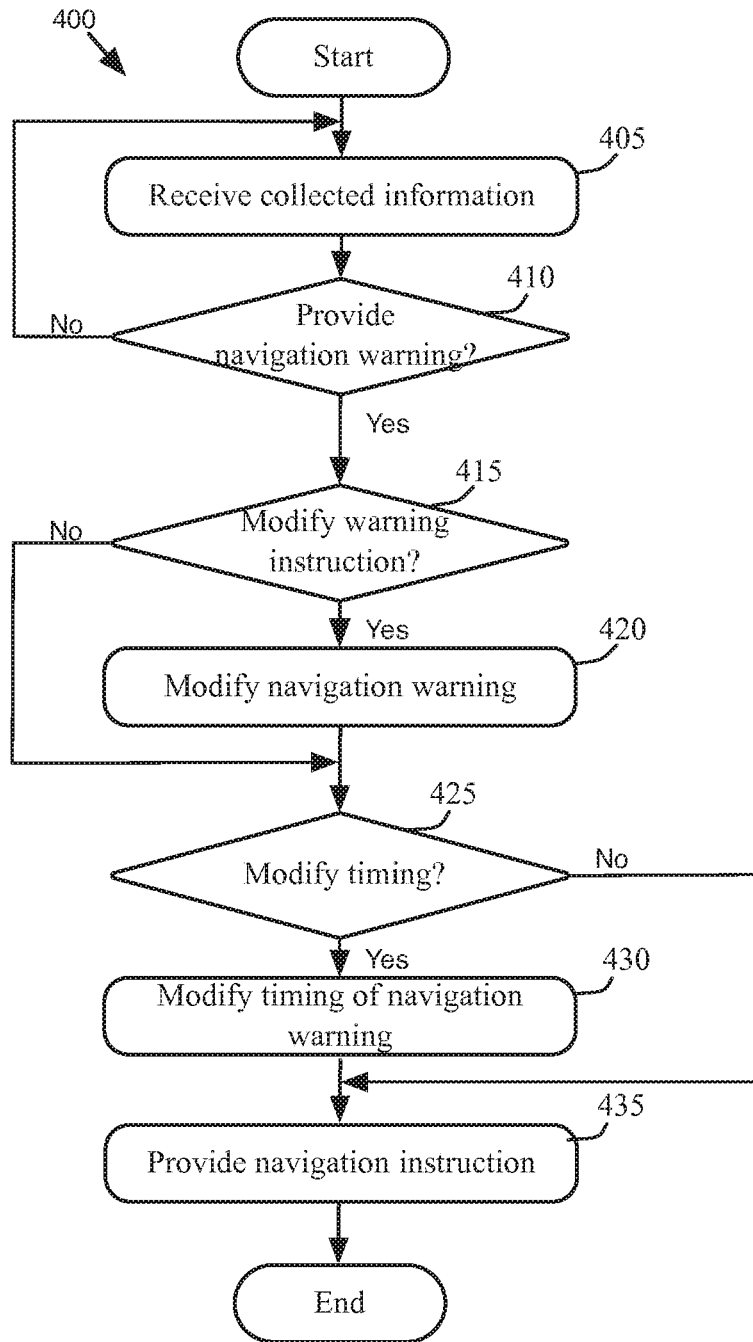 400
Start
405
Receive collected information
410
Provide
navigation warning?
No
Yes
415
Modify warning
instruction?
No
Yes
420
Modify navigation warning
425
Modify timing?
No
Yes
430
Modify timing of navigation
warning
435
Provide navigation instruction
End